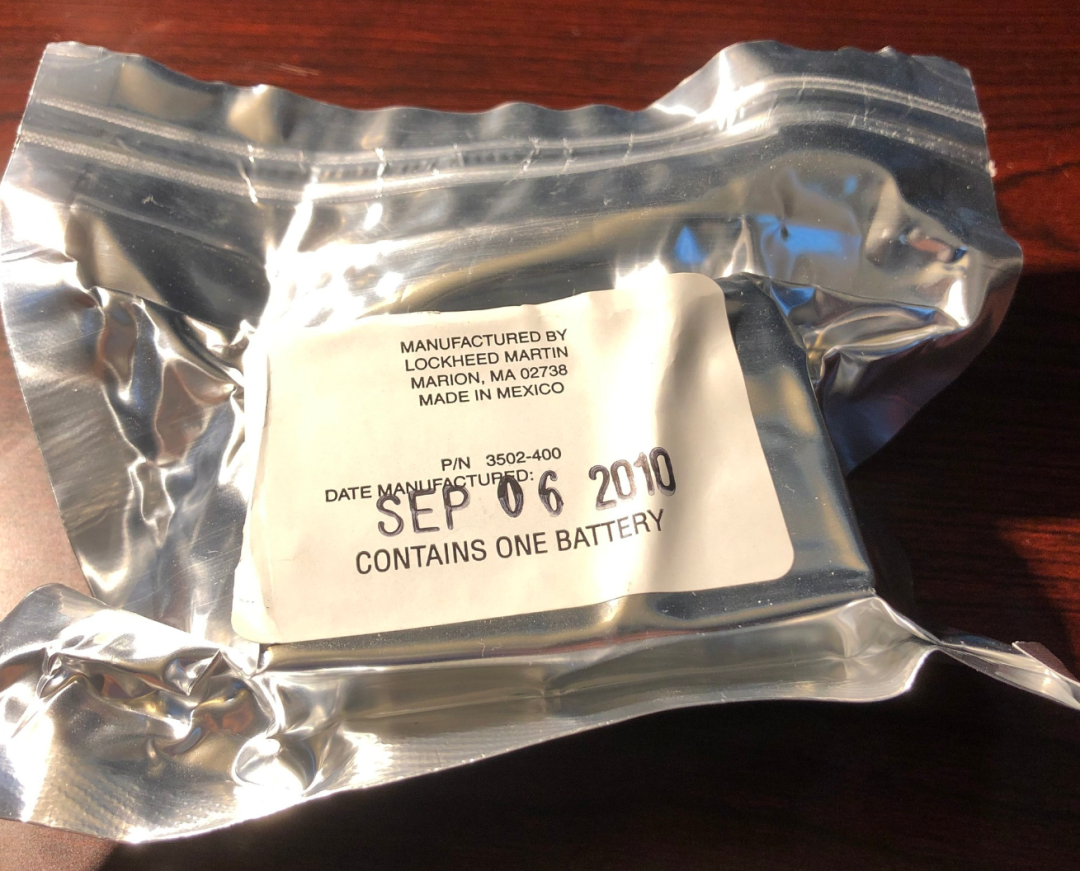 MANUFACTURED BY
LOCKHEED MARTIN
MARION, MA 02738
MADE IN MEXICO
P/N 3502-400
DATE MANUFACTURED:
SEP 06 2010
CONTAINS ONE BATTERY